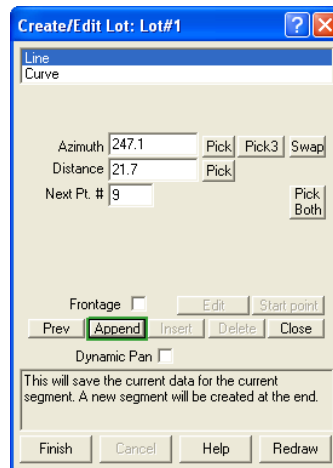 Create/Edit Lot: Lot#1 ? X
Line
Curve
Azimuth 247.1 Pick Pick3 Swap
Distance 21.7 Pick
Next Pt. # 9 Pick
Both
Frontage Edit Start point
Prev Append Insert Delete Close
Dynamic Pan
This will save the current data for the current
segment. A new segment will be created at the end.
Finish Cancel Help Redraw